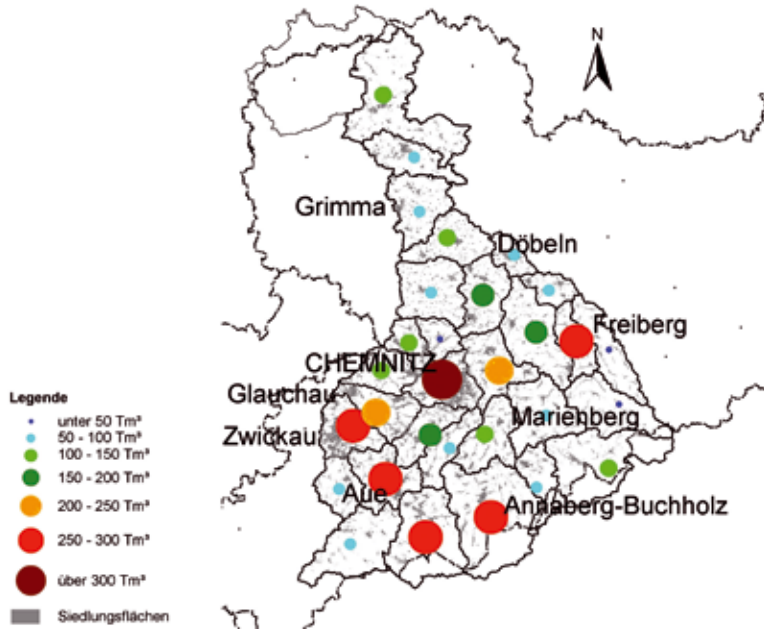 N
Grimma
Döbeln
Freiberg
CHEMNITZ
Glauchau
Marienberg
Zwickau
Aue
Annaberg-Buchholz
Legende
unter 50 Tm³
50 - 100 Tm³
100 - 150 Tm³
150 - 200 Tm³
200 - 250 Tm³
250 - 300 Tm³
über 300 Tm³
Siedlungsflächen